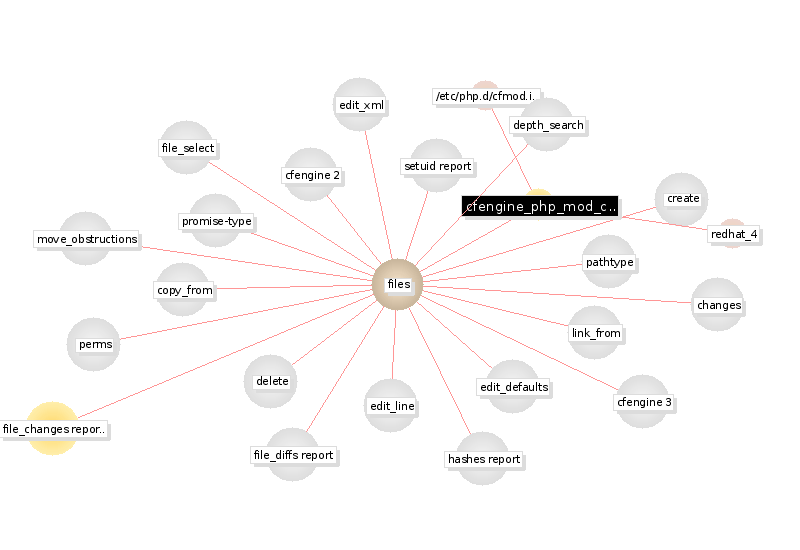 /etc/php.d/cfmod.i.
edit_xml
depth_search
file_select
setuid report
cfengine 2
create
cfengine_php_mod_c..
promise-type
redhat_4
move_obstructions
pathtype
files
copy_from
changes
link_from
perms
delete
edit_defaults
cfengine 3
edit_line
file_changes repor..
file_diffs report
hashes report